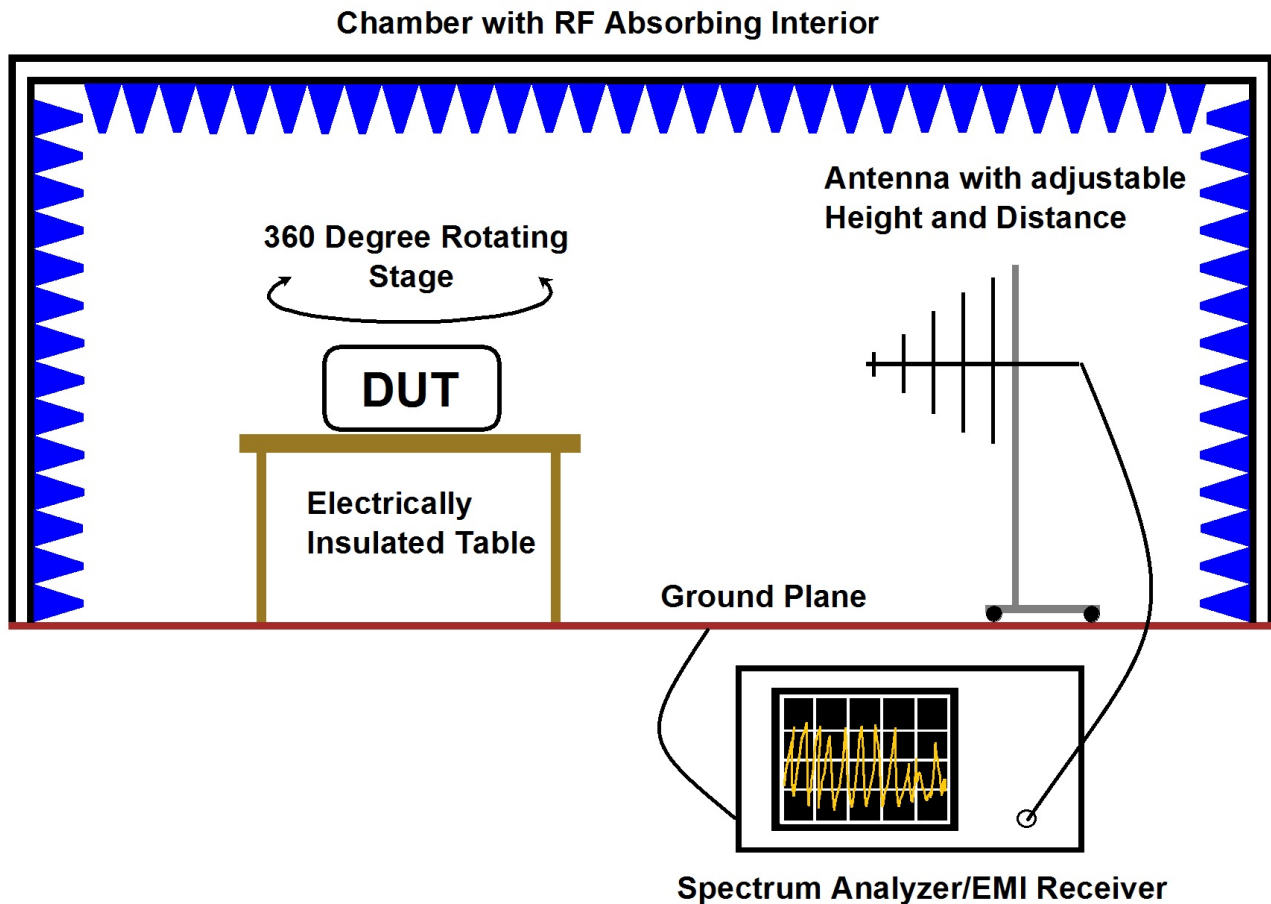 Chamber with RF Absorbing Interior
Antenna with adjustable
Height and Distance
360 Degree Rotating
Stage
DUT
Electrically
Insulated Table
Ground Plane
Spectrum Analyzer/EMI Receiver